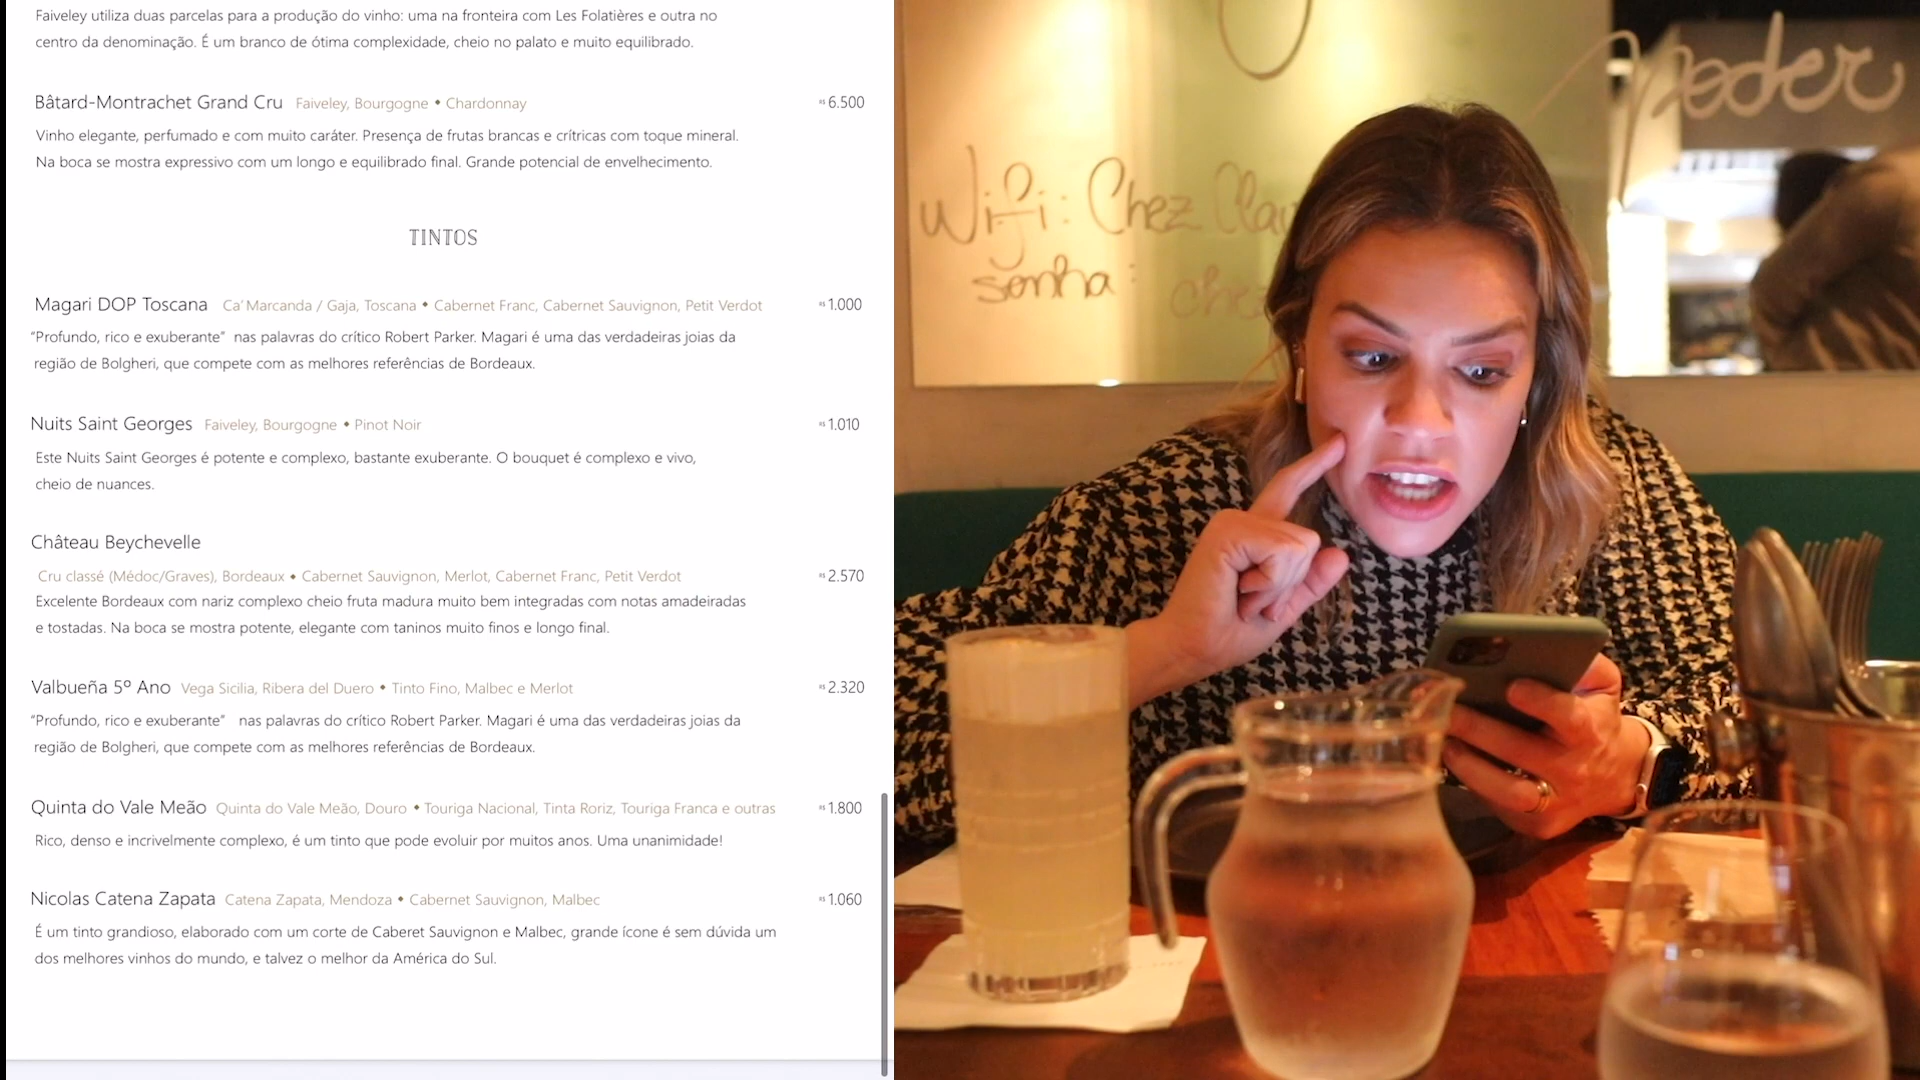 Faiveley utiliza duas parcelas para a produção do vinho: uma na fronteira com Les Folatières e outra no
centro da denominação. É um branco de ótima complexidade, cheio no palato e muito equilibrado.
Bâtard-Montrachet Grand Cru Faiveley, Bourgogne • Chardonnay R$ 6.500
Vinho elegante, perfumado e com muito caráter. Presença de frutas brancas e crítricas com toque mineral.
Na boca se mostra expressivo com um longo e equilibrado final. Grande potencial de envelhecimento.
TINTOS
Magari DOP Toscana Ca' Marcanda / Gaja, Toscana • Cabernet Franc, Cabernet Sauvignon, Petit Verdot R$ 1.000
“Profundo, rico e exuberante” nas palavras do crítico Robert Parker. Magari é uma das verdadeiras joias da
região de Bolgheri, que compete com as melhores referências de Bordeaux.
Nuits Saint Georges Faiveley, Bourgogne • Pinot Noir R$ 1.010
Este Nuits Saint Georges é potente e complexo, bastante exuberante. O bouquet é complexo e vivo,
cheio de nuances.
Château Beychevelle
Cru classé (Médoc/Graves), Bordeaux • Cabernet Sauvignon, Merlot, Cabernet Franc, Petit Verdot R$ 2.570
Excelente Bordeaux com nariz complexo cheio fruta madura muito bem integradas com notas amadeiradas
e tostadas. Na boca se mostra potente, elegante com taninos muito finos e longo final.
Valbueña 5º Ano Vega Sicilia, Ribera del Duero • Tinto Fino, Malbec e Merlot R$ 2.320
“Profundo, rico e exuberante” nas palavras do crítico Robert Parker. Magari é uma das verdadeiras joias da
região de Bolgheri, que compete com as melhores referências de Bordeaux.
Quinta do Vale Meão Quinta do Vale Meão, Douro • Touriga Nacional, Tinta Roriz, Touriga Franca e outras R$ 1.800
Rico, denso e incrivelmente complexo, é um tinto que pode evoluir por muitos anos. Uma unanimidade!
Nicolas Catena Zapata Catena Zapata, Mendoza • Cabernet Sauvignon, Malbec R$ 1.060
É um tinto grandioso, elaborado com um corte de Caberet Sauvignon e Malbec, grande ícone é sem dúvida um
dos melhores vinhos do mundo, e talvez o melhor da América do Sul.
Wifi: Chez
senha: